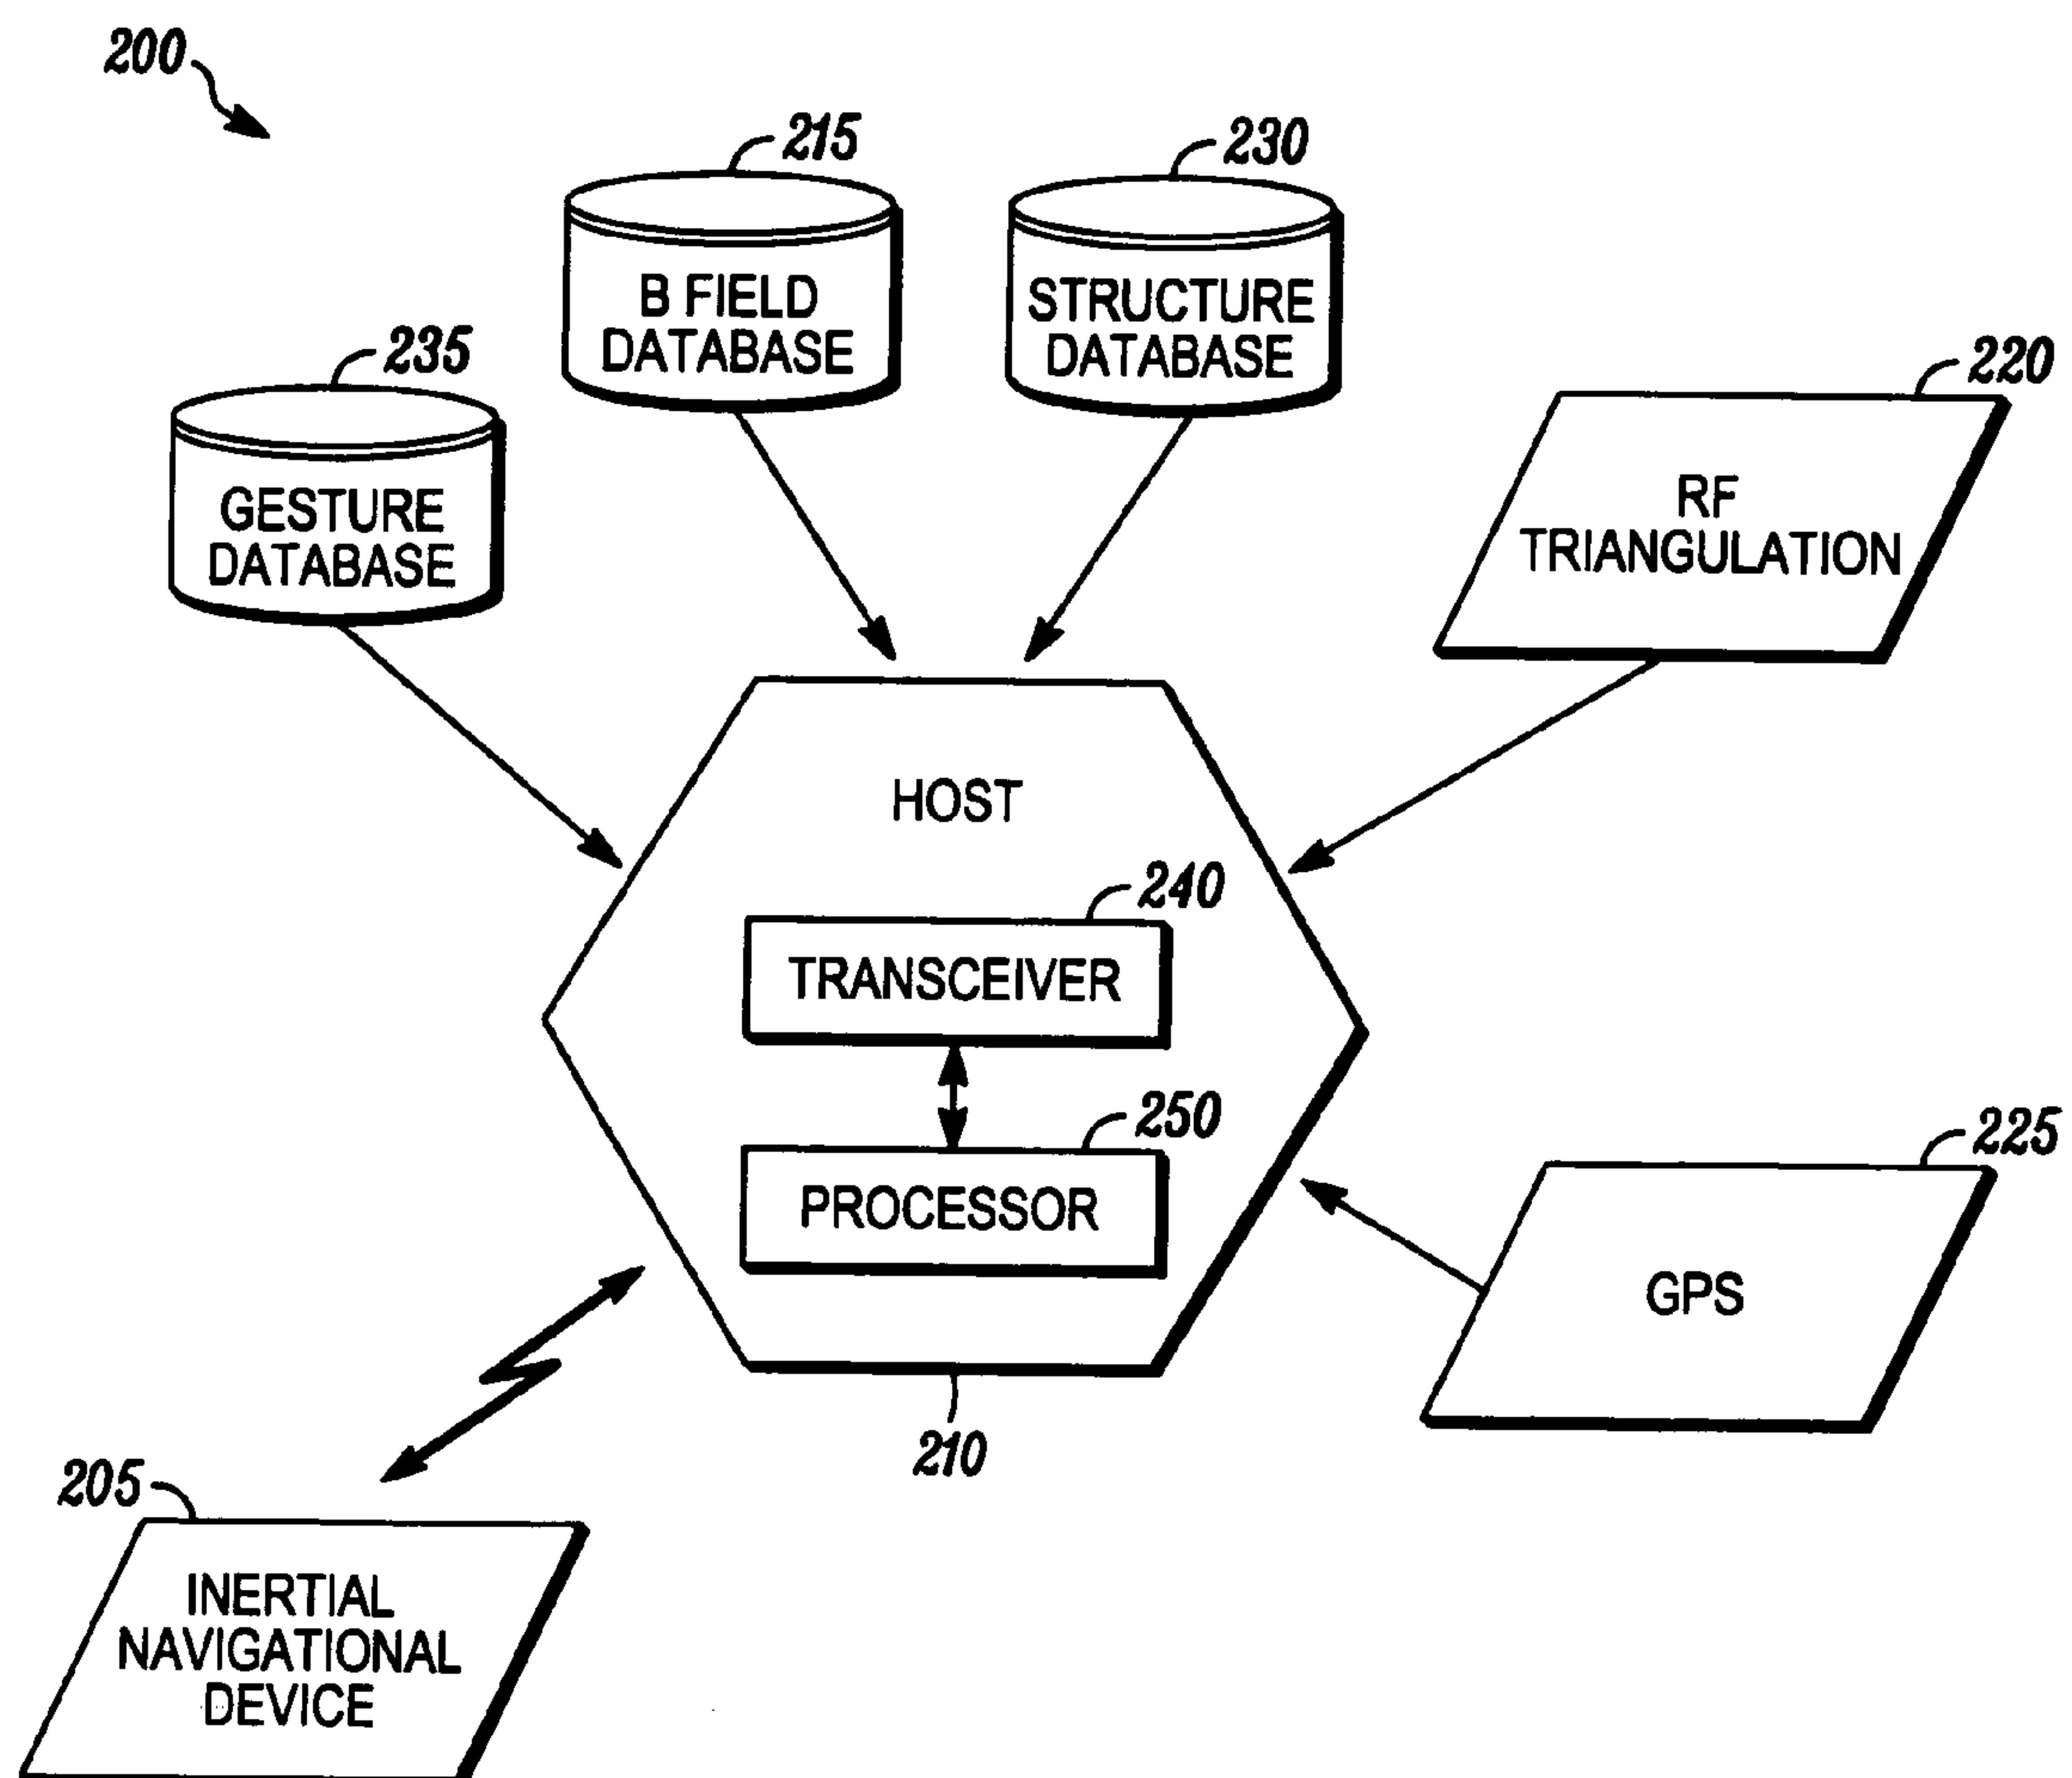 200
215
230
B FIELD
DATABASE
STRUCTURE
DATABASE
235
220
GESTURE
DATABASE
RF
TRIANGULATION
HOST
240
TRANSCEIVER
250
PROCESSOR
225
GPS
210
205
INERTIAL
NAVIGATIONAL
DEVICE